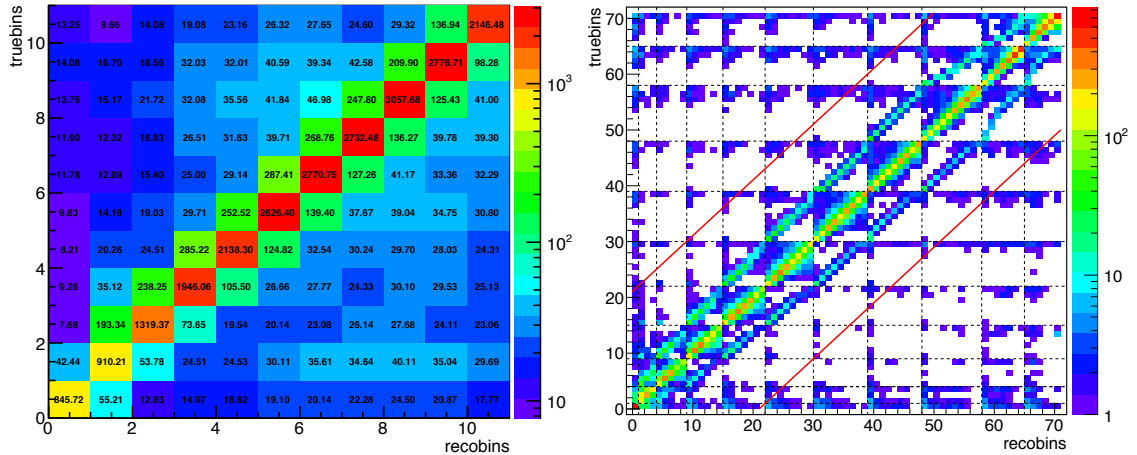 truebins
10
8
6
4
2
0
13.25 9.66 14.08 19.08 23.16 26.32 27.65 24.60 29.32 136.94 2146.48
14.08 16.70 18.56 32.03 32.01 40.59 39.34 42.58 209.90 2776.71 98.28
13.76 15.17 21.72 32.08 35.56 41.84 46.98 247.80 3057.68 125.43 41.00
11.90 12.32 16.63 26.51 31.63 39.71 268.76 2732.48 136.27 39.78 39.30
11.78 12.89 15.40 25.00 29.14 287.41 2770.75 127.26 41.17 33.36 32.29
9.83 14.18 19.03 29.71 252.52 2626.40 139.40 37.67 39.04 34.75 30.80
8.21 20.26 24.51 285.22 2138.30 124.82 32.54 30.24 29.70 28.03 24.31
9.26 35.12 238.25 1946.06 105.50 26.66 27.77 24.33 30.10 29.53 25.13
7.68 193.34 1319.37 73.65 19.54 20.14 23.08 26.14 27.68 24.11 23.06
42.44 910.21 53.78 24.51 24.53 30.11 35.61 34.64 40.11 35.04 29.69
845.72 55.21 12.83 14.97 16.62 19.10 20.14 22.28 24.50 20.87 17.77
0 2 4 6 8 10
recobins
10³
10²
10
truebins
70
60
50
40
30
20
10
0
0 10 20 30 40 50 60 70
recobins
10²
10
1